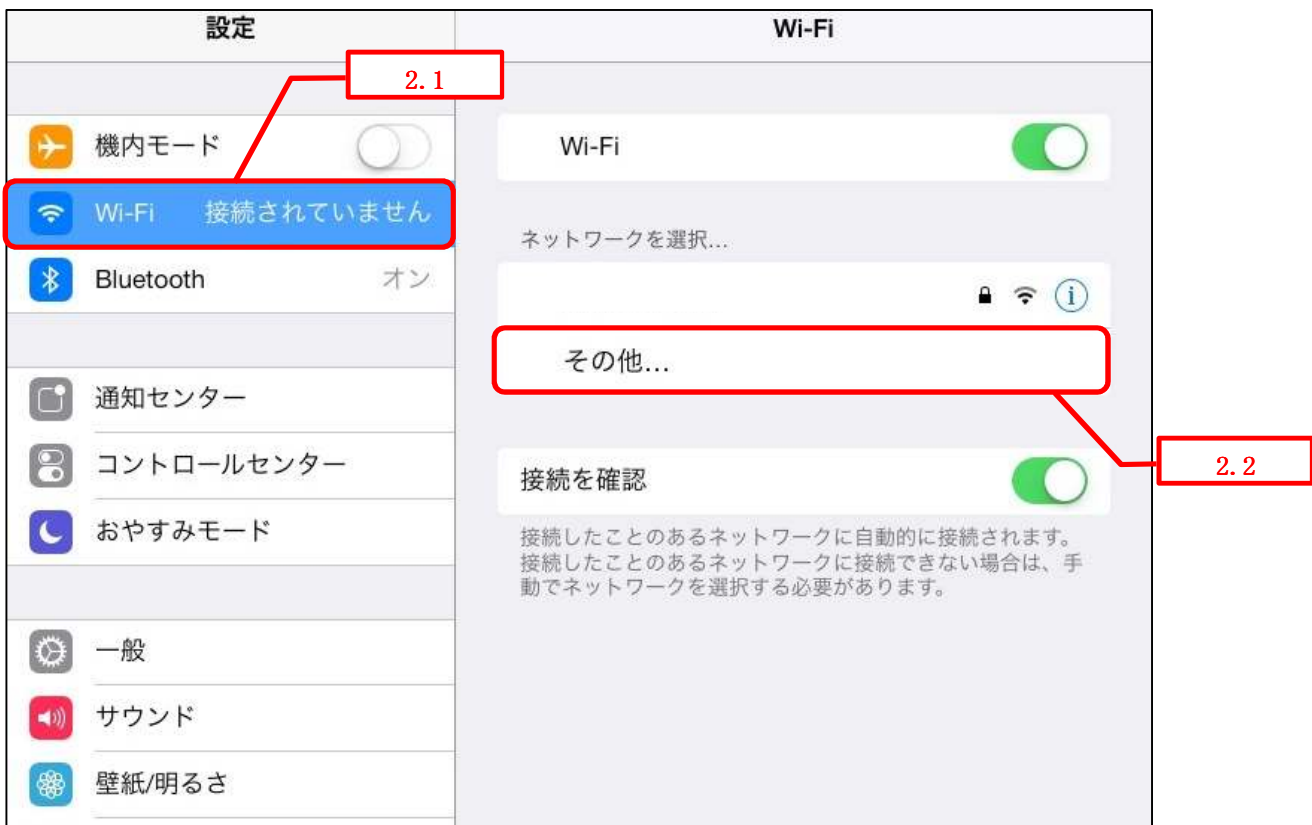 設定
2.1
機内モード
Wi-Fi 接続されていません
Bluetooth オン
通知センター
コントロールセンター
おやすみモード
一般
サウンド
壁紙/明るさ
Wi-Fi
Wi-Fi
ネットワークを選択...
その他...
2.2
接続を確認
接続したことのあるネットワークに自動的に接続されます。
接続したことのあるネットワークに接続できない場合は、手
動でネットワークを選択する必要があります。